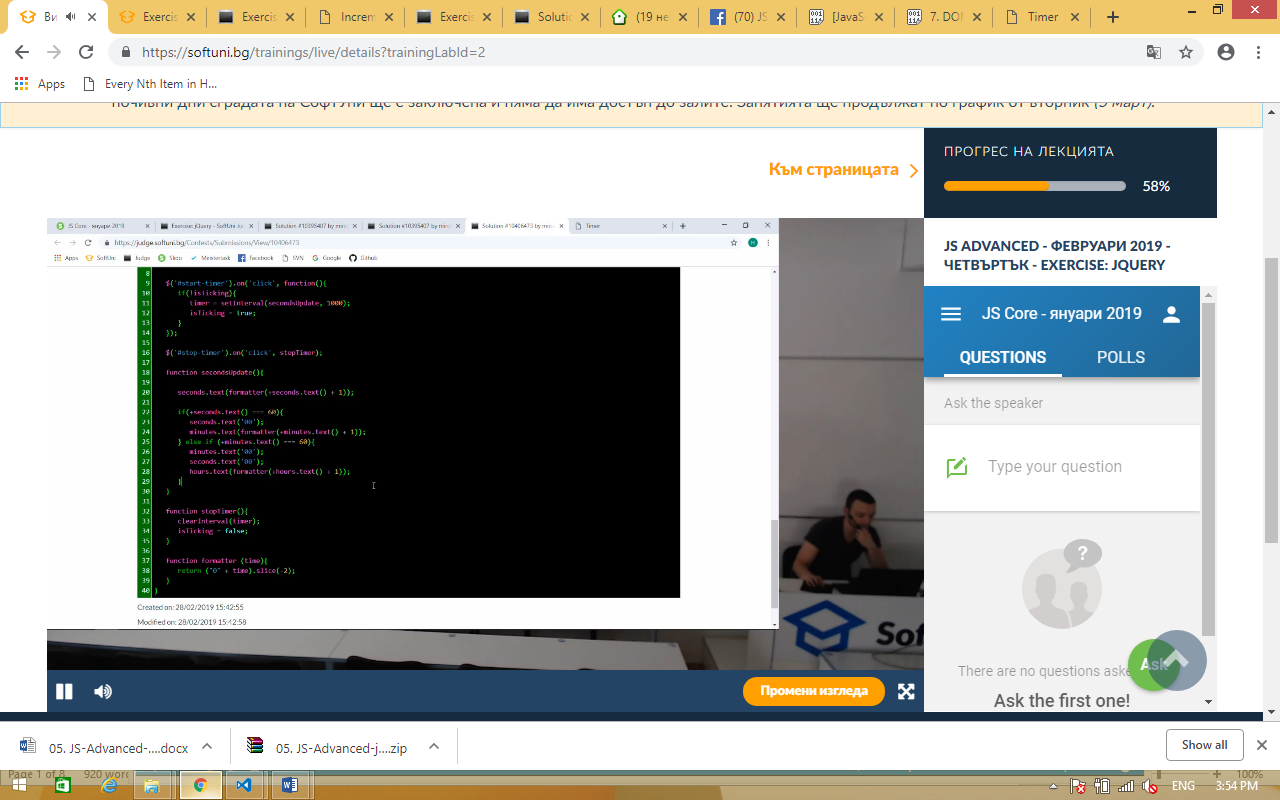 Ви
Exercis
Exercis
Increm
Exercis
Solutio
(19 не
(70) JS
[JavaS
7. DOM
Timer
https://softuni.bg/trainings/live/details?trainingLabId=2
Apps
Every Nth Item in H...
почивни дни сградата на СофтУни ще е заключена и няма да има достъп до залите. Занятията ще продължат по график от вторник (5 март).
Към страницата
ПРОГРЕС НА ЛЕКЦИЯТА
58%
JS ADVANCED - ФЕВРУАРИ 2019 -
ЧЕТВЪРТЪК - EXERCISE: JQUERY
JS Core - януари 2019
QUESTIONS
POLLS
Ask the speaker
Type your question
?
There are no questions aske
Ask
Ask the first one!
JS Core - януари 2019
Exercise: jQuery - SoftUni Ju
Solution #10395407 by min
Solution #10395407 by min
Solution #10406473 by min
Timer
https://judge.softuni.bg/Contests/Submissions/View/10406473
Apps
SoftUni
Judge
Slido
Meistertask
Facebook
SVN
Google
Github
8
9 $('#start-timer').on('click', function(){
10 if(!isTicking){
11 timer = setInterval(secondsUpdate, 1000);
12 isTicking = true;
13 }
14 });
15
16 $('#stop-timer').on('click', stopTimer);
17
18 function secondsUpdate(){
19
20 seconds.text(formatter(+seconds.text() + 1));
21
22 if(+seconds.text() === 60){
23 seconds.text('00');
24 minutes.text(formatter(+minutes.text() + 1));
25 } else if (+minutes.text() === 60){
26 minutes.text('00');
27 seconds.text('00');
28 hours.text(formatter(+hours.text() + 1));
29 }
30 }
31
32 function stopTimer(){
33 clearInterval(timer);
34 isTicking = false;
35 }
36
37 function formatter (time){
38 return ("0" + time).slice(-2);
39 }
40 }
Created on: 28/02/2019 15:42:55
Modified on: 28/02/2019 15:42:58
Sof
Промени изгледа
05. JS-Advanced-....docx
05. JS-Advanced-j....zip
Show all
Page 1 of 8
920 word
100%
ENG
3:54 PM